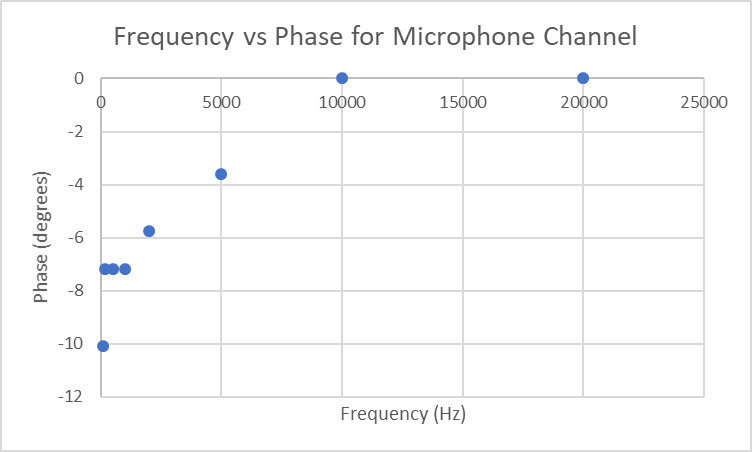 Frequency vs Phase for Microphone Channel
0
0 5000 10000 15000 20000 25000
-2
-4
-6
-8
-10
-12
Phase (degrees)
Frequency (Hz)